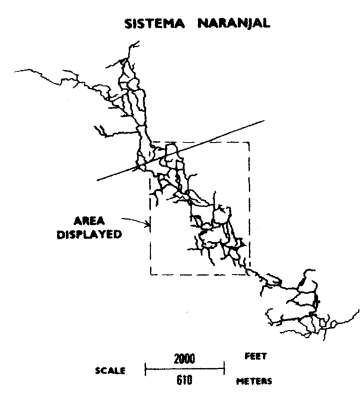 SISTEMA NARANJAL
AREA
DISPLAYED
SCALE 2000 FEET
610 METERS